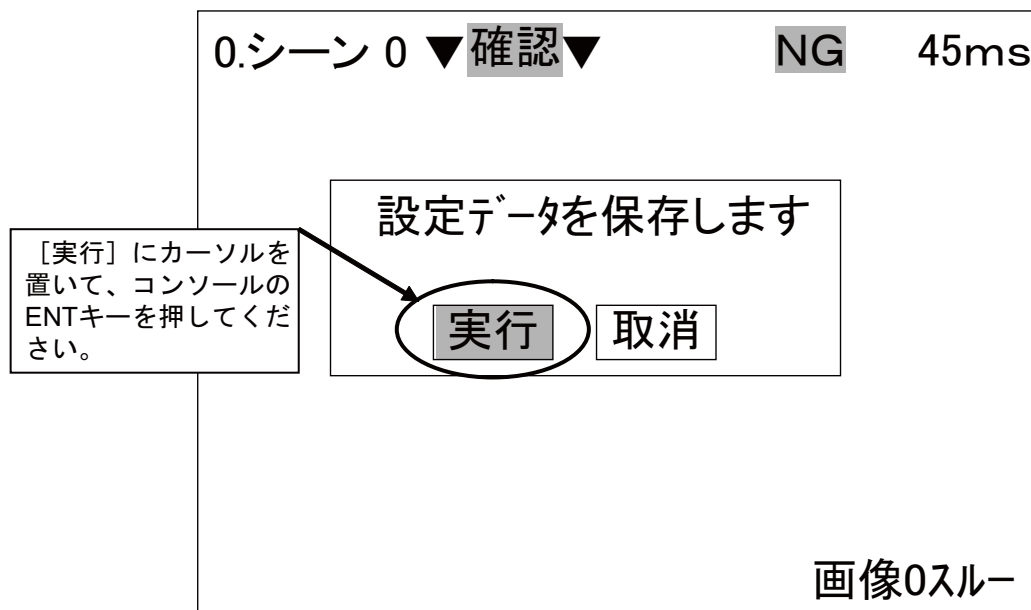 0.シーン 0 ▼確認▼ NG 45ms
設定ﾃﾞｰﾀを保存します
［実行］にカーソルを
置いて、コンソールの
ENTキーを押してくだ
さい。
実行 取消
画像0ｽﾙｰ